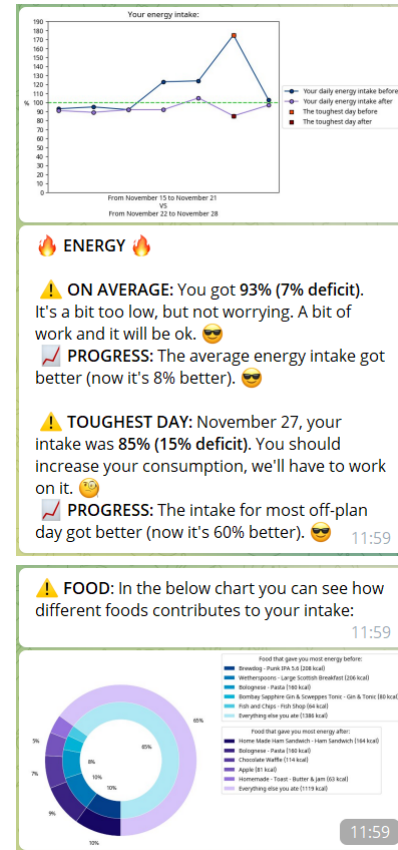 Your energy intake:
190
180
170
160
150
140
130
120
110
% 100
90
80
70
60
50
40
30
20
10
0
From November 15 to November 21
VS
From November 22 to November 28
Your daily energy intake before
Your daily energy intake after
The toughest day before
The toughest day after
🔥 ENERGY 🔥
⚠️ ON AVERAGE: You got 93% (7% deficit).
It's a bit too low, but not worrying. A bit of
work and it will be ok. 😎
📈 PROGRESS: The average energy intake got
better (now it's 8% better). 😎
⚠️ TOUGHEST DAY: November 27, your
intake was 85% (15% deficit). You should
increase your consumption, we'll have to work
on it. 🧐
📈 PROGRESS: The intake for most off-plan
day got better (now it's 60% better). 😎
11:59
⚠️ FOOD: In the below chart you can see how
different foods contributes to your intake:
11:59
Food that gave you most energy before:
Brewdog - Punk IPA 5.6 (208 kcal)
Wetherspoons - Large Scottish Breakfast (206 kcal)
Bolognese - Pasta (160 kcal)
Bombay Sapphire Gin & Sweppes Tonic - Gin & Tonic (80 kcal)
Fish and Chips - Fish Shop (64 kcal)
Everything else you ate (1386 kcal)
Food that gave you most energy after:
Home Made Ham Sandwich - Ham Sandwich (164 kcal)
Bolognese - Pasta (160 kcal)
Chocolate Waffle (114 kcal)
Apple (81 kcal)
Homemade - Toast - Butter & Jam (63 kcal)
Everything else you ate (1119 kcal)
65%
65%
5%
7%
8%
10%
9%
10%
10%
11:59